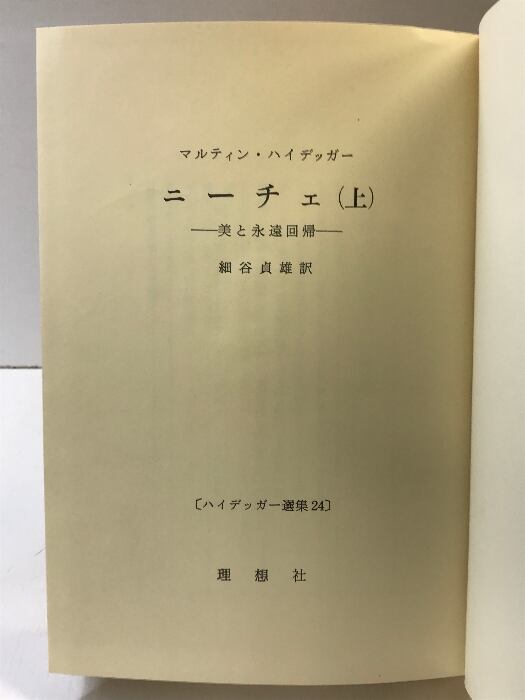 マルティン・ハイデッガー
ニーチェ(上)
――美と永遠回帰――
細谷貞雄訳
〔ハイデッガー選集24〕
理想社